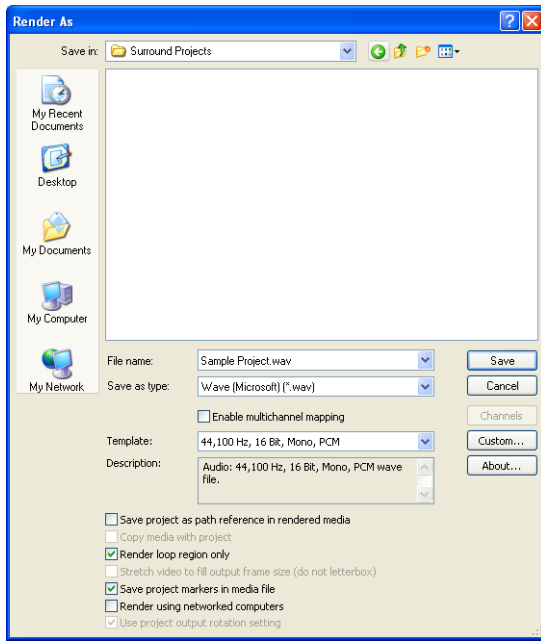 Render As
Save in:
Surround Projects
My Recent
Documents
Desktop
My Documents
My Computer
My Network
File name:
Sample Project.wav
Save
Save as type:
Wave (Microsoft) (*.wav)
Cancel
Enable multichannel mapping
Channels
Template:
44,100 Hz, 16 Bit, Mono, PCM
Custom...
Description:
Audio: 44,100 Hz, 16 Bit, Mono, PCM wave
file.
About...
Save project as path reference in rendered media
Copy media with project
Render loop region only
Stretch video to fill output frame size (do not letterbox)
Save project markers in media file
Render using networked computers
Use project output rotation setting